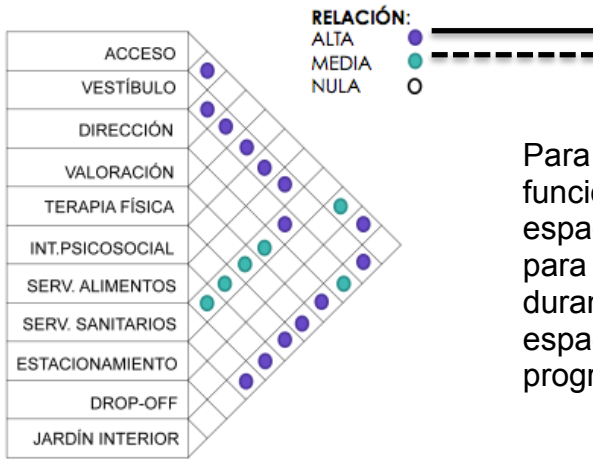 RELACIÓN:
ALTA
MEDIA
NULA
ACCESO
VESTÍBULO
DIRECCIÓN
VALORACIÓN
TERAPIA FÍSICA
INT.PSICOSOCIAL
SERV. ALIMENTOS
SERV. SANITARIOS
ESTACIONAMIENTO
DROP-OFF
JARDÍN INTERIOR
Para
funcio
espa
para
durar
espa
progr